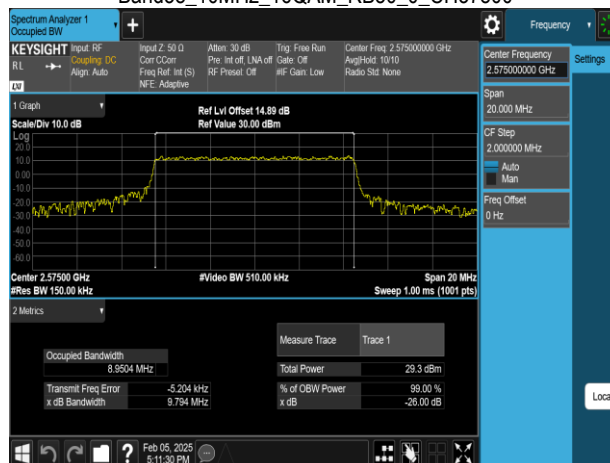 Spectrum Analyzer 1
Occupied BW
Frequency
KEYSIGHT
RL
Input: RF
Coupling: DC
Align: Auto
Input Z: 50 Ω
Corr CCorr
Freq Ref: Int (S)
NFE: Adaptive
Atten: 30 dB
Pre: Int off, LNA off
RF Presel: Off
Trig: Free Run
Gate: Off
#IF Gain: Low
Center Freq: 2.575000000 GHz
Avg|Hold: 10/10
Radio Std: None
Center Frequency
2.575000000 GHz
Settings
Span
20.000 MHz
CF Step
2.000000 MHz
Auto
Man
Freq Offset
0 Hz
Local
1 Graph
Scale/Div 10.0 dB
Ref Lvl Offset 14.89 dB
Ref Value 30.00 dBm
Log
20.0
10.0
0.00
-10.0
-20.0
-30.0
-40.0
-50.0
-60.0
Center 2.57500 GHz
#Video BW 510.00 kHz
Span 20 MHz
#Res BW 150.00 kHz
Sweep 1.00 ms (1001 pts)
2 Metrics
Measure Trace
Trace 1
Occupied Bandwidth
8.9504 MHz
Total Power
29.3 dBm
Transmit Freq Error
-5.204 kHz
% of OBW Power
99.00 %
x dB Bandwidth
9.794 MHz
x dB
-26.00 dB
Feb 05, 2025
5:11:30 PM